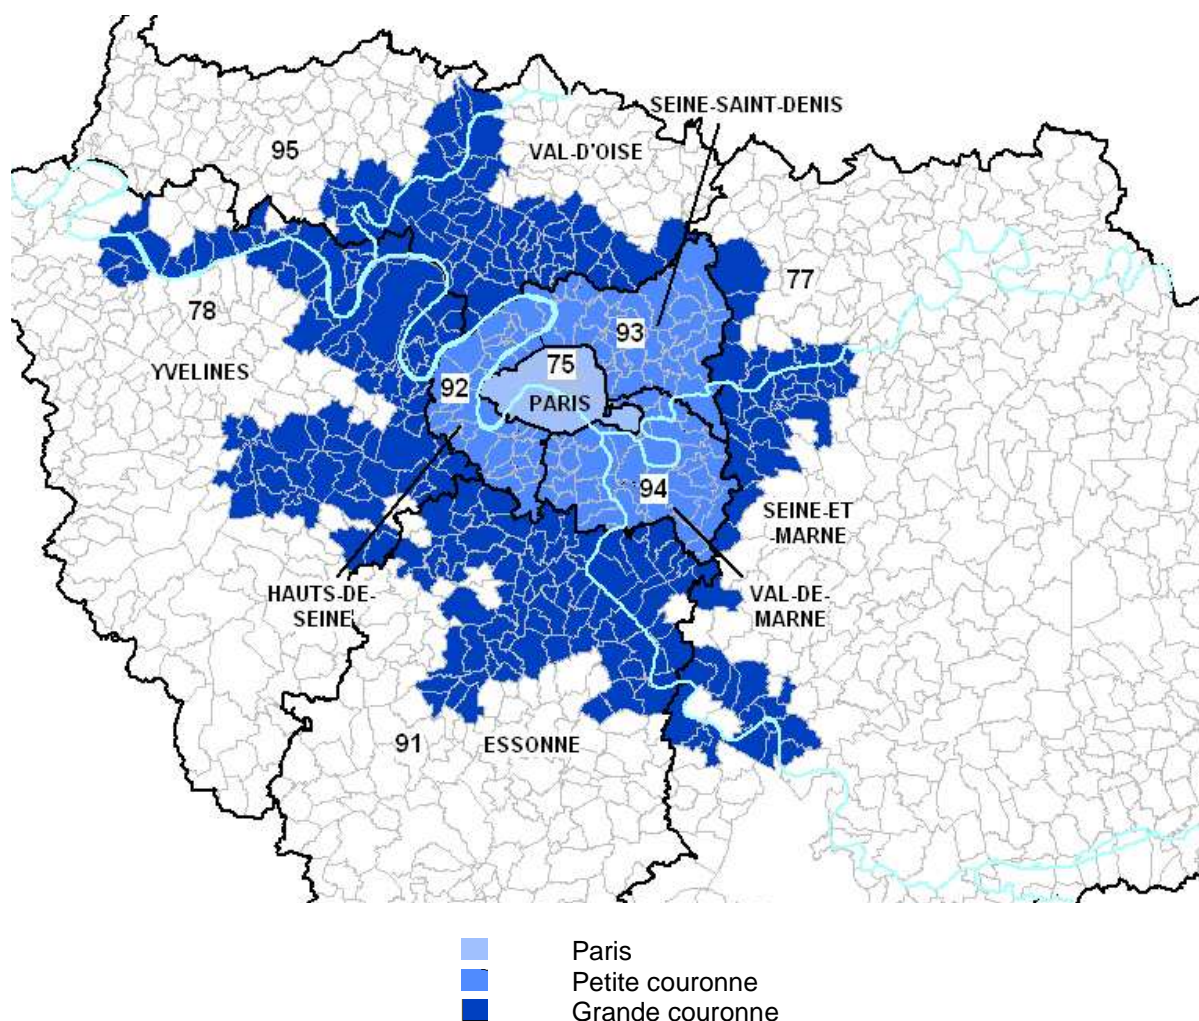 SEINE-SAINT-DENIS
95
VAL-D'OISE
77
78
93
75
YVELINES
92
PARIS
94
SEINE-ET
-MARNE
HAUTS-DE-
SEINE
VAL-DE-
MARNE
91
ESSONNE
Paris
Petite couronne
Grande couronne